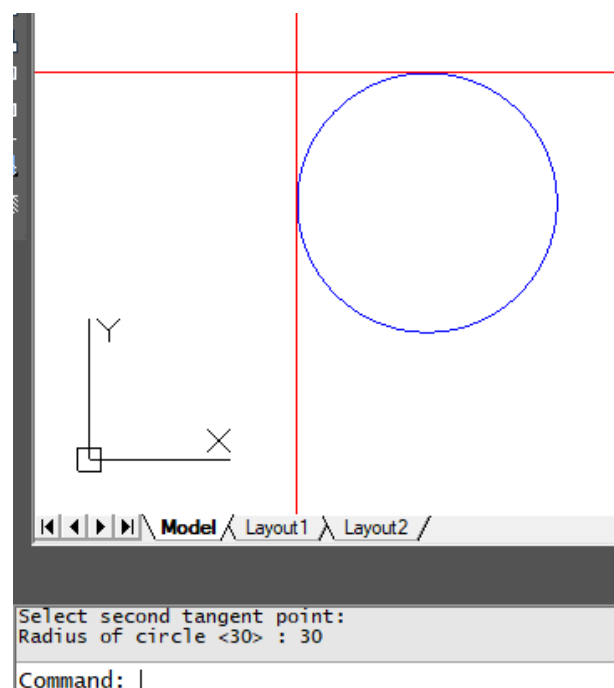 Y
X
Model Layout1 Layout2
Select second tangent point:
Radius of circle <30> : 30
Command: